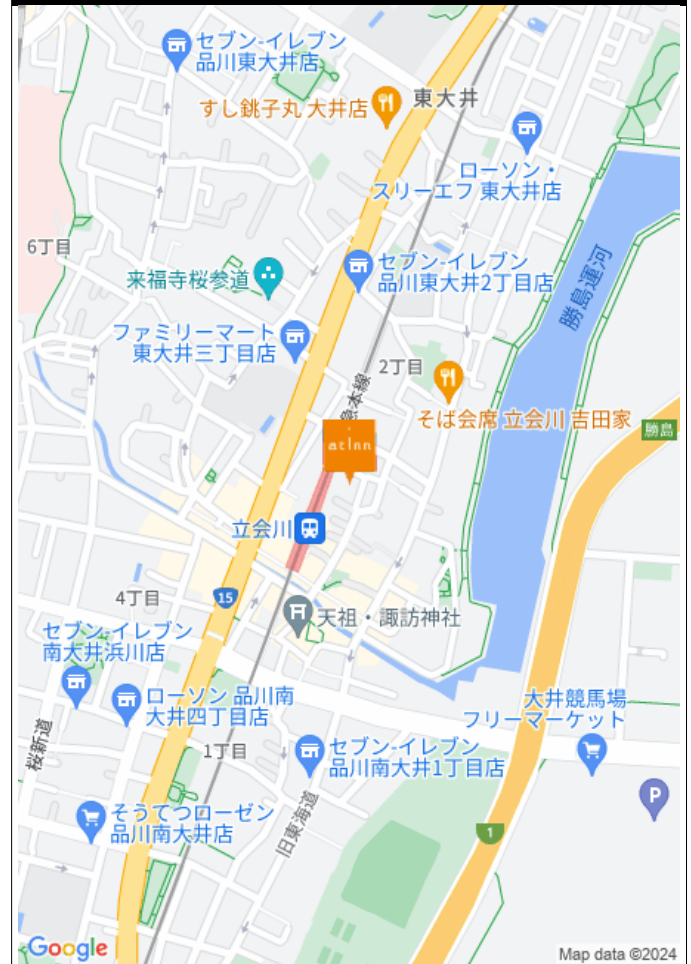 セブン-イレブン
品川東大井店
すし銚子丸 大井店
東大井
ローソン・
スリーエフ 東大井店
6丁目
来福寺桜参道
セブン-イレブン
品川東大井2丁目店
勝島運河
ファミリーマート
東大井三丁目店
2丁目
急本線
そば会席 立会川 吉田家
勝島
at inn
立会川
15
4丁目
天祖・諏訪神社
セブン-イレブン
南大井浜川店
ローソン 品川南
大井四丁目店
大井競馬場
フリーマーケット
桜新道
1丁目
セブン-イレブン
品川南大井1丁目店
P
そうてつローゼン
品川南大井店
旧東海道
1
Google
Map data ©2024